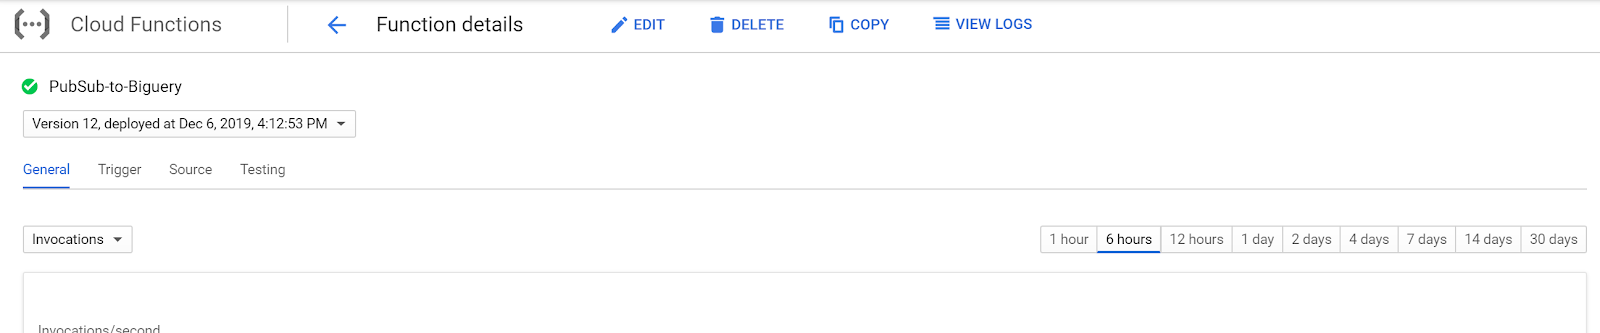 Cloud Functions
Function details
EDIT
DELETE
COPY
VIEW LOGS
PubSub-to-Biguery
Version 12, deployed at Dec 6, 2019, 4:12:53 PM
General Trigger Source Testing
Invocations
1 hour 6 hours 12 hours 1 day 2 days 4 days 7 days 14 days 30 days
Invocations/second